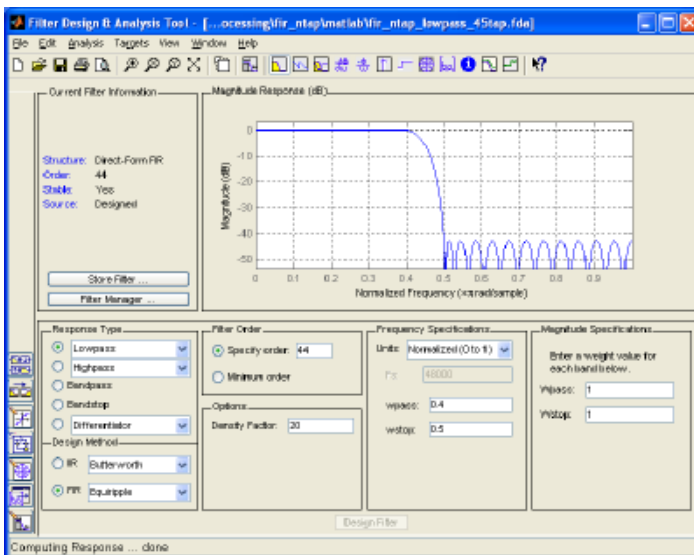 Filter Design & Analysis Tool - [...ocessing\fir_ntap\matlab\fir_ntap_lowpass_45tap.fda]
File Edit Analysis Targets View Window Help
Current Filter Information
Structure: Direct-Form FIR
Order: 44
Stable: Yes
Source: Designed
Store Filter ...
Filter Manager ...
Magnitude Response (dB)
Magnitude (dB)
0
-10
-20
-30
-40
-50
0 0.1 0.2 0.3 0.4 0.5 0.6 0.7 0.8 0.9
Normalized Frequency (×π rad/sample)
Response Type
Lowpass
Highpass
Bandpass
Bandstop
Differentiator
Design Method
IIR Butterworth
FIR Equiripple
Filter Order
Specify order: 44
Minimum order
Options
Density Factor: 20
Frequency Specifications
Units: Normalized (0 to 1)
Fs: 48000
wpass: 0.4
wstop: 0.5
Magnitude Specifications
Enter a weight value for
each band below.
Wpass: 1
Wstop: 1
Design Filter
Computing Response ... done